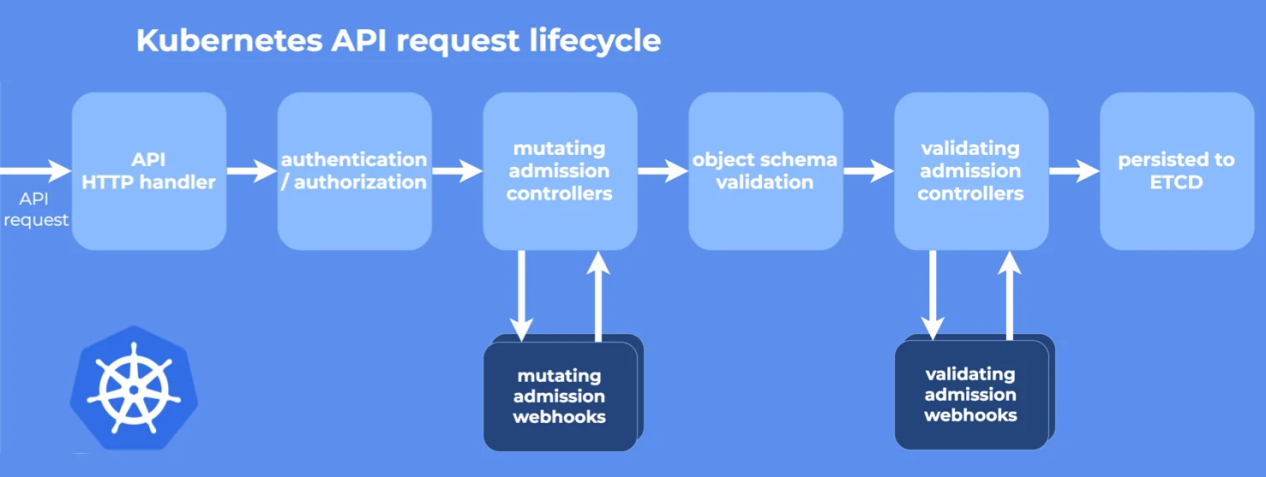 Kubernetes API request lifecycle
API
HTTP handler
authentication
/ authorization
mutating
admission
controllers
object schema
validation
validating
admission
controllers
persisted to
ETCD
API
request
mutating
admission
webhooks
validating
admission
webhooks